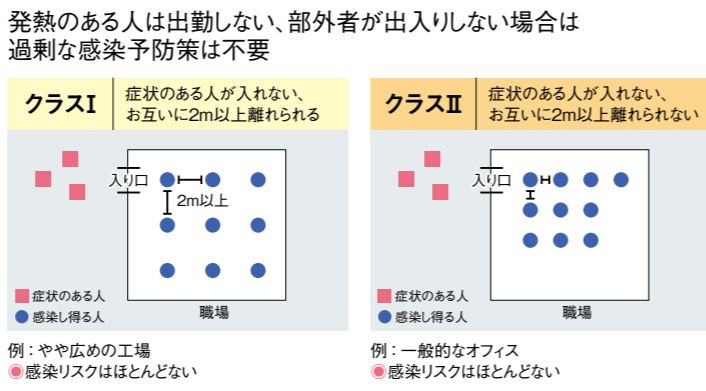 発熱のある人は出勤しない、部外者が出入りしない場合は
過剰な感染予防策は不要
クラスⅠ
症状のある人が入れない、
お互いに2m以上離れられる
入り口
2m以上
症状のある人
感染し得る人
職場
例：やや広めの工場
◉感染リスクはほとんどない
クラスⅡ
症状のある人が入れない、
お互いに2m以上離れられない
入り口
症状のある人
感染し得る人
職場
例：一般的なオフィス
◉感染リスクはほとんどない